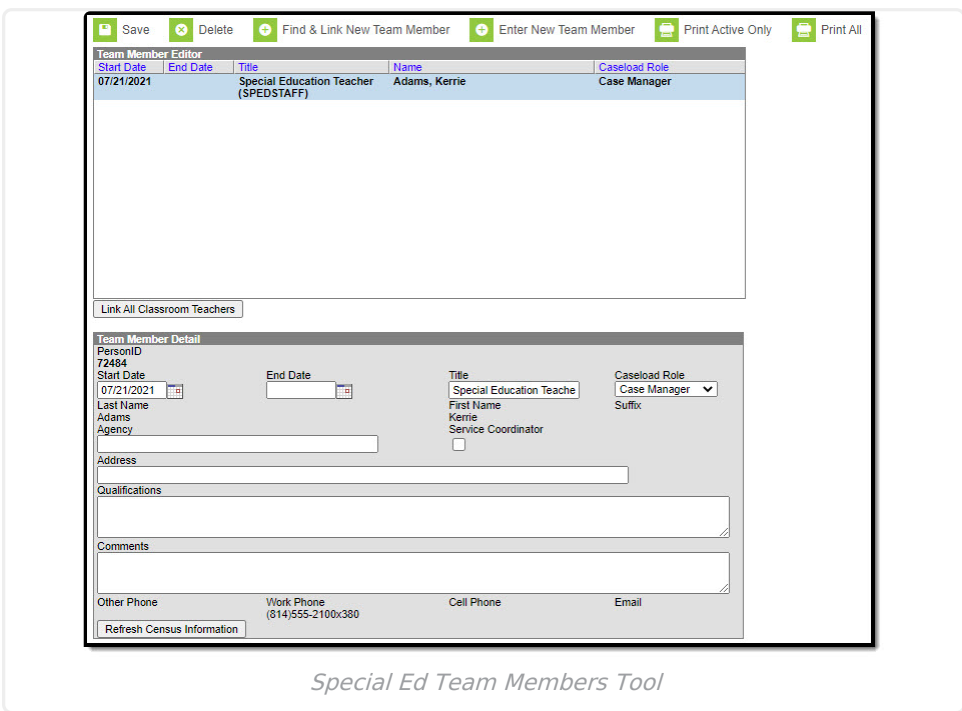 Save Delete Find & Link New Team Member Enter New Team Member Print Active Only Print All
Team Member Editor
Start Date End Date Title Name Caseload Role
07/21/2021 Special Education Teacher Adams, Kerrie Case Manager
(SPEDSTAFF)
Link All Classroom Teachers
Team Member Detail
PersonID
72484
Start Date End Date Title Caseload Role
07/21/2021 Special Education Teache Case Manager
Last Name First Name Suffix
Adams Kerrie
Agency Service Coordinator
Address
Qualifications
Comments
Other Phone Work Phone Cell Phone Email
(814)555-2100x380
Refresh Census Information
Special Ed Team Members Tool